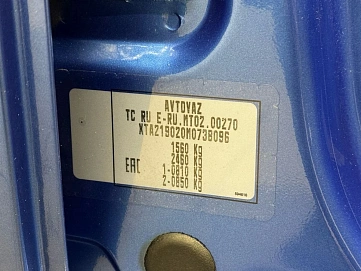 AVTOVAZ
TC RU E-RU.MT02.00270
XTA219020M0738096
1560 Kg
2460 Kg
EAC 1-0810 Kg
2-0850 Kg